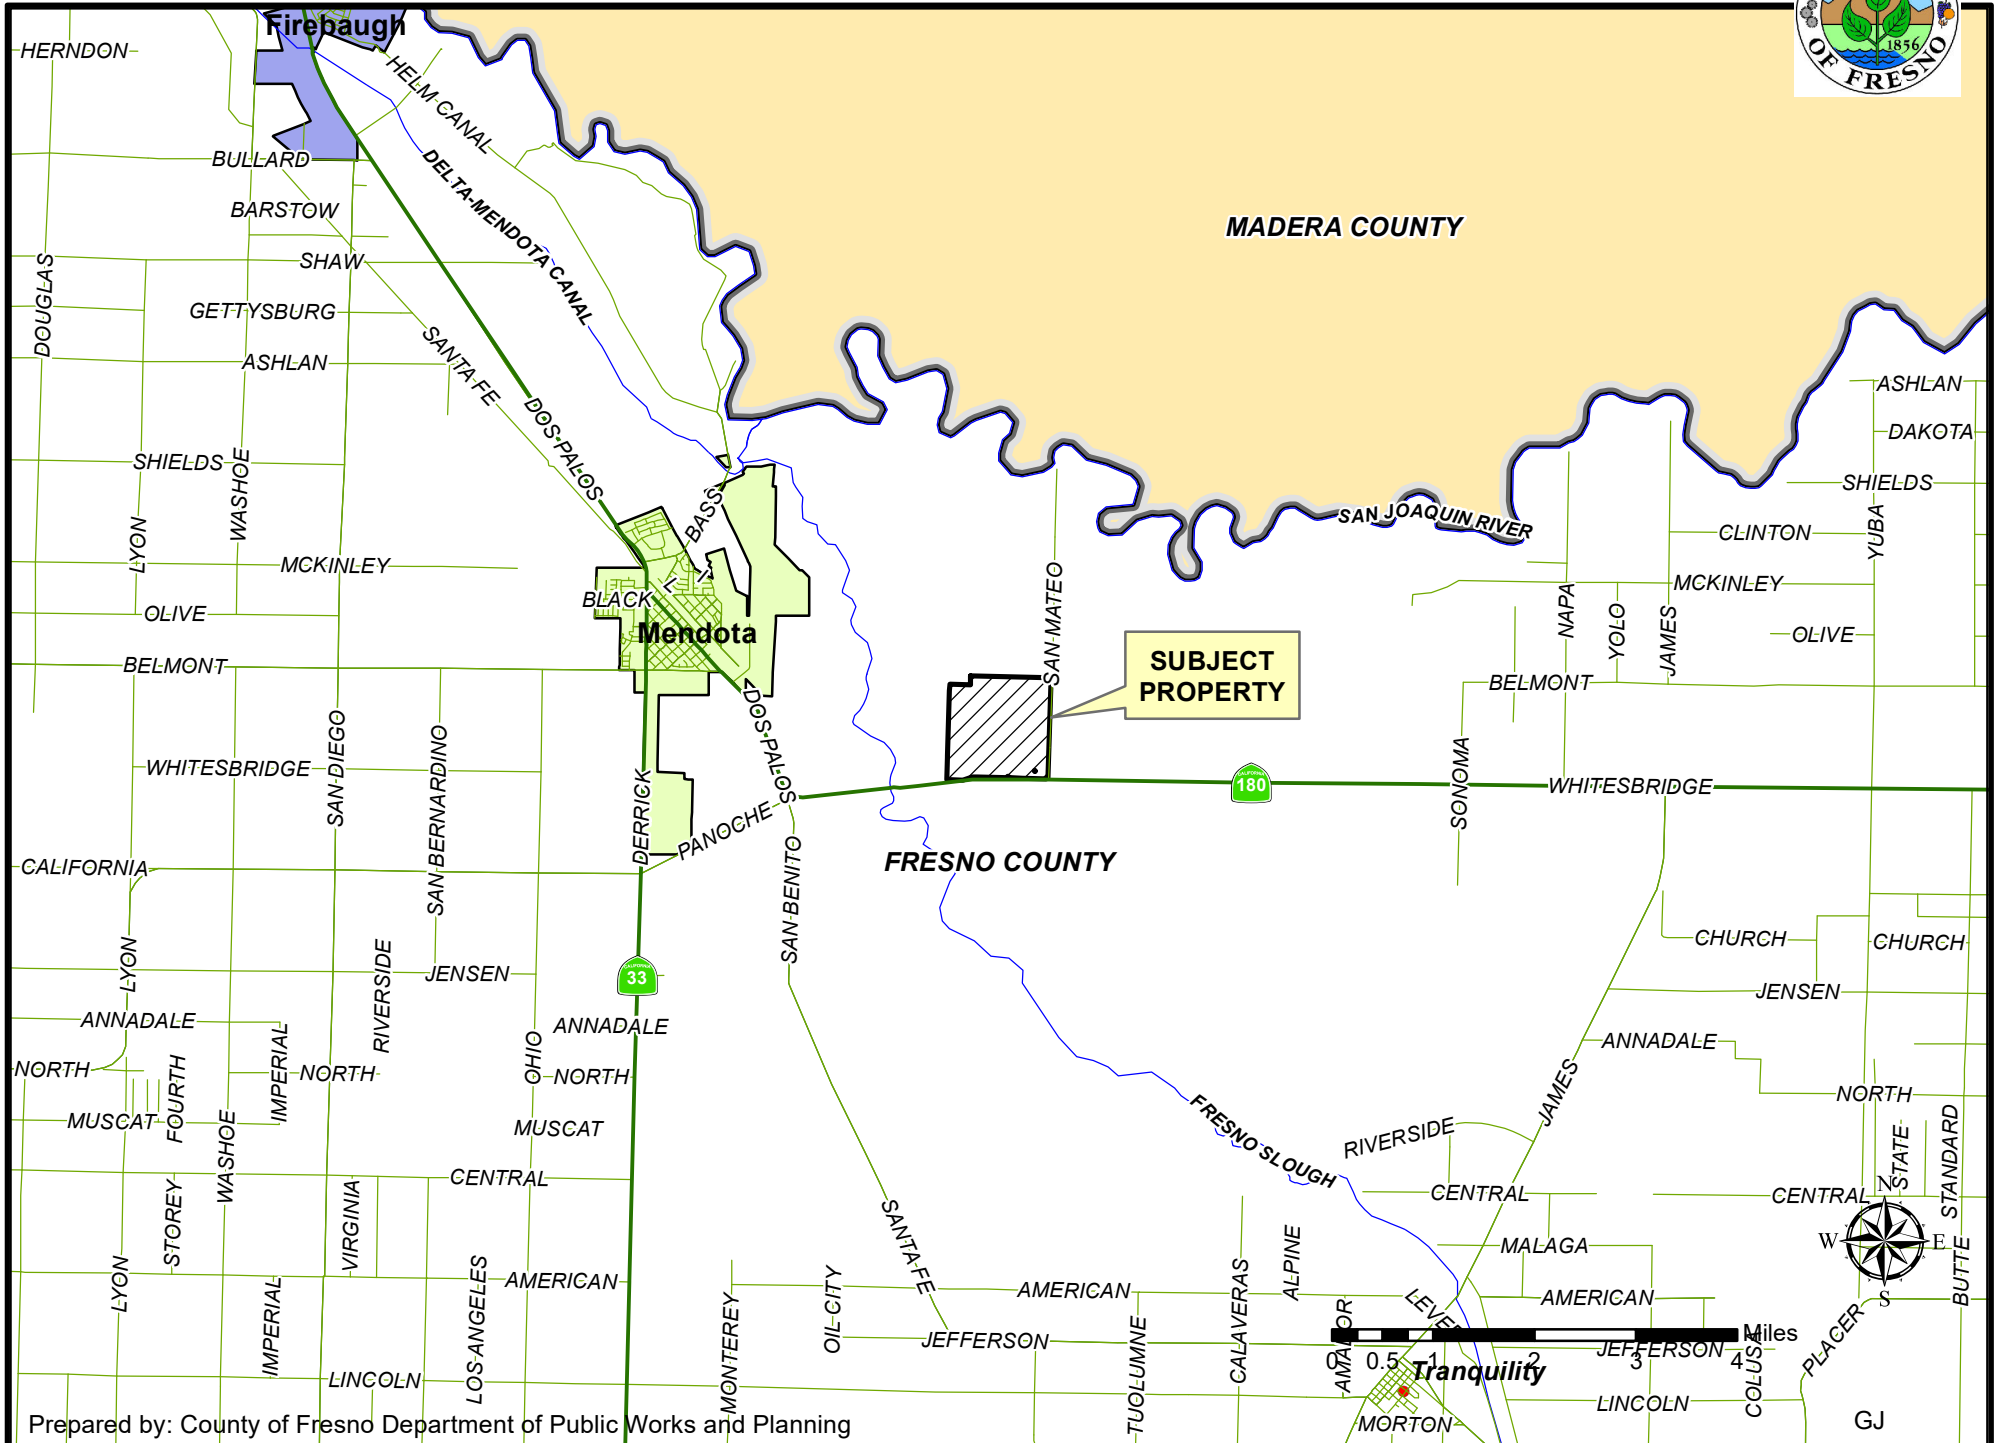 Firebaugh
HERNDON
HELM CANAL
1856
OF FRESNO
BULLARD
DELTA-MENDOTA CANAL
BARSTOW
MADERA COUNTY
SHAW
DOUGLAS
GETTYSBURG
SANTA FE
ASHLAN
ASHLAN
DOS PALOS
DAKOTA
SHIELDS
WASHOE
SHIELDS
BASS
SAN JOAQUIN RIVER
LYON
CLINTON
YUBA
MCKINLEY
MCKINLEY
SAN MATEO
NAPA
YOLO
JAMES
BLACK
OLIVE
Mendota
OLIVE
SUBJECT
PROPERTY
BELMONT
BELMONT
DOS PALOS
SAN DIEGO
SAN BERNARDINO
WHITESBRIDGE
SONOMA
CALIFORNIA
180
WHITESBRIDGE
DERRICK
PANOCHE
FRESNO COUNTY
CALIFORNIA
SAN BENITO
LYON
RIVERSIDE
CHURCH
CHURCH
JENSEN
33
JENSEN
ANNADALE
IMPERIAL
ANNADALE
ANNADALE
OHIO
NORTH
NORTH
NORTH
NORTH
FOURTH
MUSCAT
MUSCAT
JAMES
FRESNO SLOUGH
RIVERSIDE
WASHOE
STATE
STANDARD
CENTRAL
CENTRAL
CENTRAL
STOREY
VIRGINIA
N
W
E
S
MALAGA
SANTA FE
ALPINE
BUTTE
LYON
AMERICAN
AMERICAN
AMERICAN
IMPERIAL
LOS ANGELES
MONTEREY
OIL CITY
TUOLUMNE
CALAVERAS
AMADOR
JEFFERSON
JEFFERSON
Miles
0 0.5 1 2 3 4
COLUSA
PLACER
Tranquility
LINCOLN
LINCOLN
MORTON
Prepared by: County of Fresno Department of Public Works and Planning
GJ